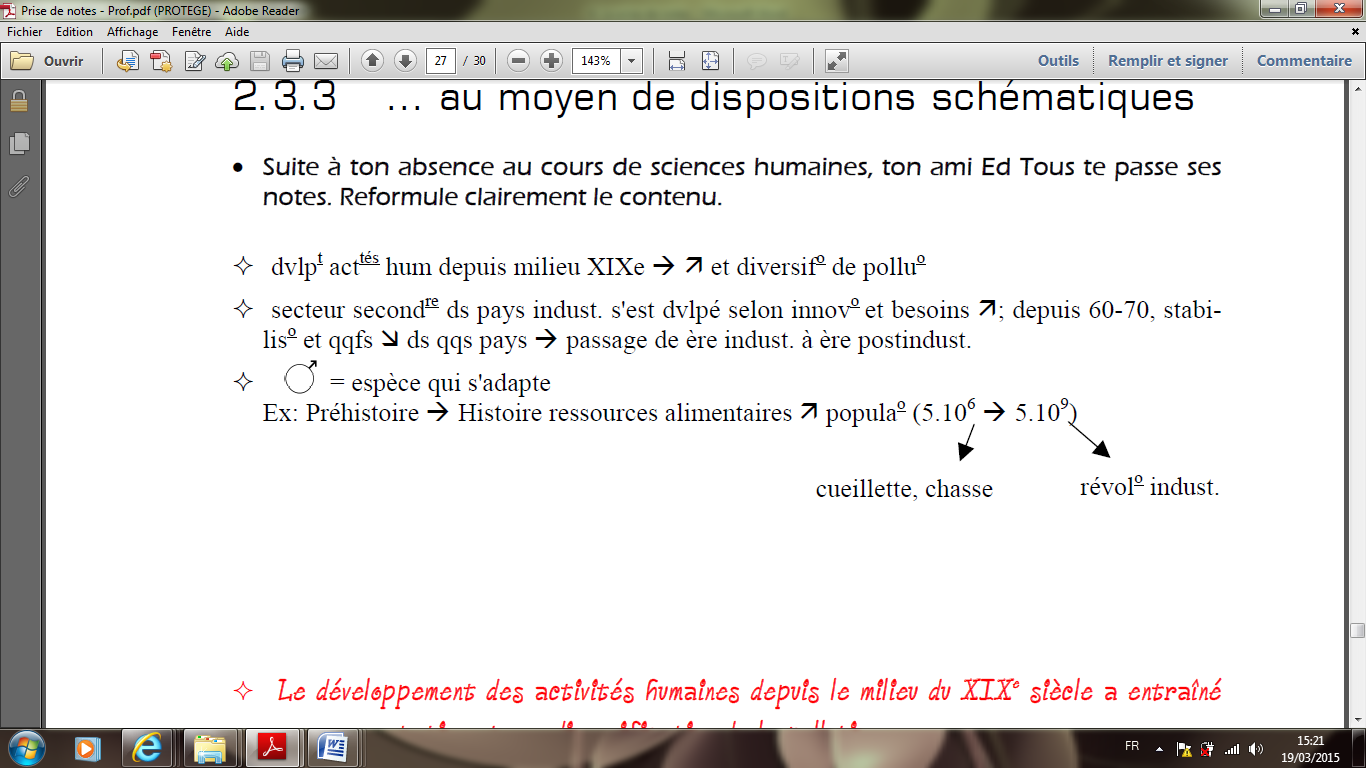 Prise de notes - Prof.pdf (PROTEGE) - Adobe Reader
Fichier Edition Affichage Fenêtre Aide
Ouvrir 27 / 30 143% Outils Remplir et signer Commentaire
2.3.3 ... au moyen de dispositions schématiques
• Suite à ton absence au cours de sciences humaines, ton ami Ed Tous te passe ses
notes. Reformule clairement le contenu.
✧ dvlpᵗ actᵗᵉ́ˢ hum depuis milieu XIXe → ↗ et diversifº de polluº
✧ secteur secondʳᵉ ds pays indust. s'est dvlpé selon innovº et besoins ↗; depuis 60-70, stabi-
lisº et qqfs ↘ ds qqs pays → passage de ère indust. à ère postindust.
✧ ♂ = espèce qui s'adapte
Ex: Préhistoire → Histoire ressources alimentaires ↗ populaº (5.10⁶ → 5.10⁹)
cueillette, chasse révolº indust.
✧ Le développement des activités humaines depuis le milieu du XIXᵉ siècle a entraîné
FR 15:21
19/03/2015